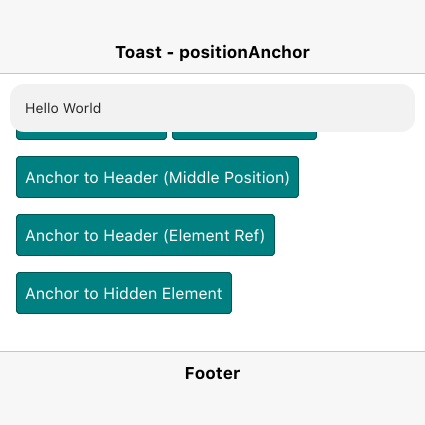 Toast - positionAnchor
Hello World
Anchor to Header (Middle Position)
Anchor to Header (Element Ref)
Anchor to Hidden Element
Footer